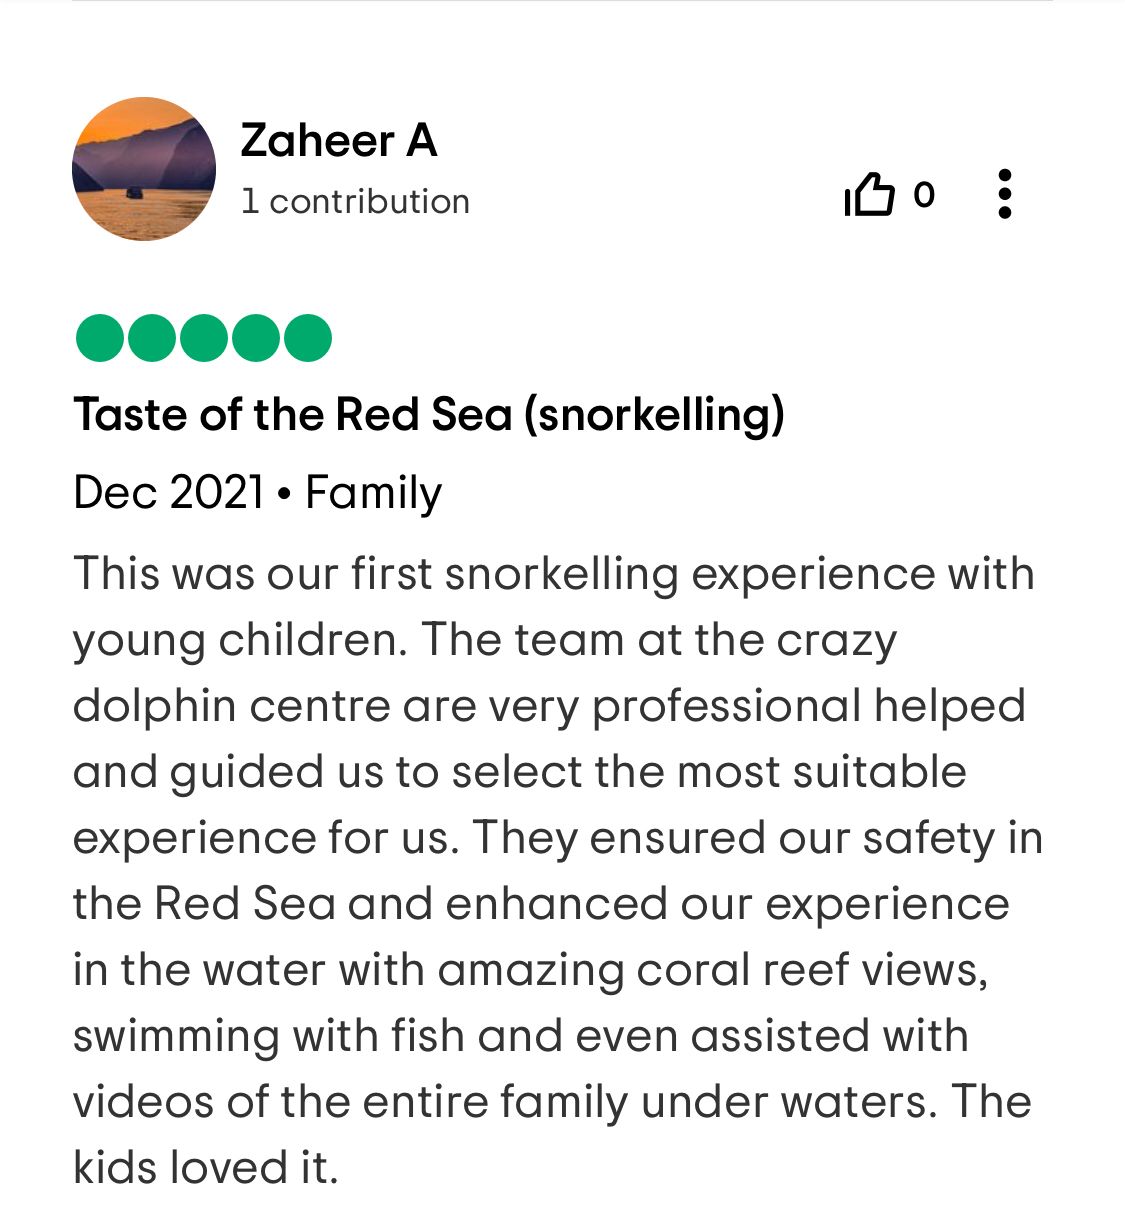 Zaheer A
1 contribution
0
Taste of the Red Sea (snorkelling)
Dec 2021 • Family
This was our first snorkelling experience with
young children. The team at the crazy
dolphin centre are very professional helped
and guided us to select the most suitable
experience for us. They ensured our safety in
the Red Sea and enhanced our experience
in the water with amazing coral reef views,
swimming with fish and even assisted with
videos of the entire family under waters. The
kids loved it.